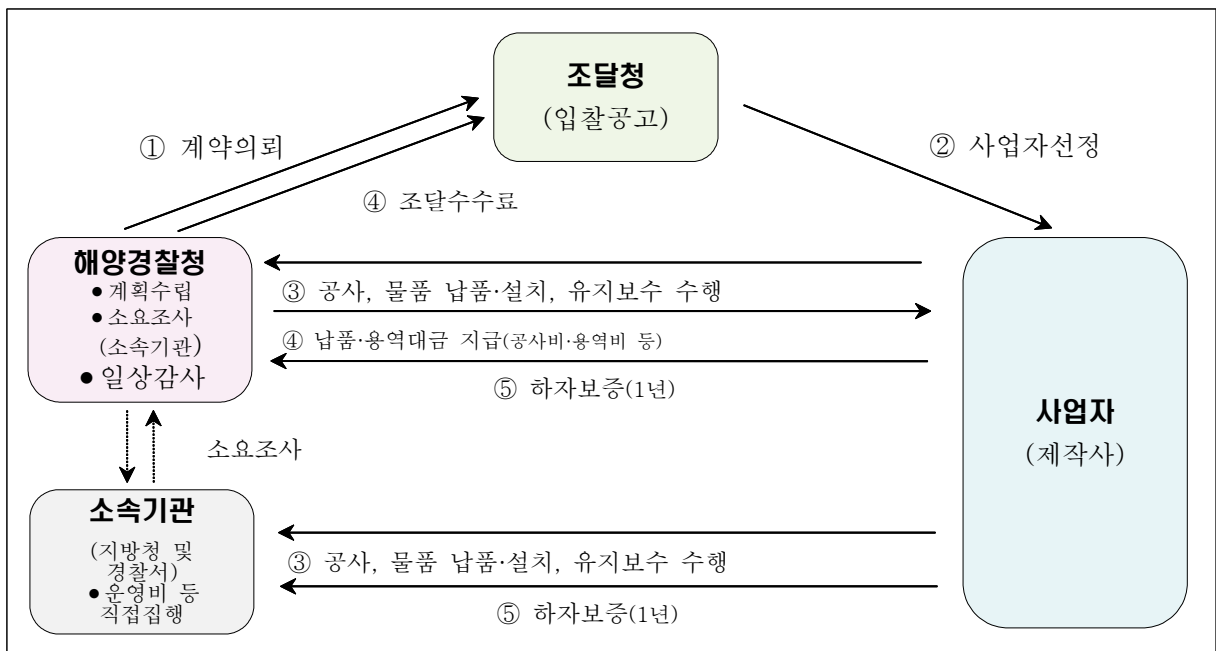 조달청
(입찰공고)
① 계약의뢰
② 사업자선정
④ 조달수수료
해양경찰청
● 계획수립
● 소요조사
(소속기관)
● 일상감사
③ 공사, 물품 납품·설치, 유지보수 수행
④ 납품·용역대금 지급(공사비·용역비 등)
⑤ 하자보증(1년)
사업자
(제작사)
소요조사
소속기관
(지방청 및
경찰서)
● 운영비 등
직접집행
③ 공사, 물품 납품·설치, 유지보수 수행
⑤ 하자보증(1년)